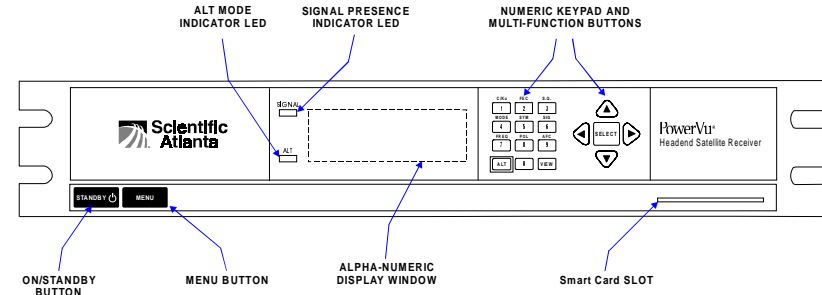 ALT MODE
INDICATOR LED
SIGNAL PRESENCE
INDICATOR LED
NUMERIC KEYPAD AND
MULTI-FUNCTION BUTTONS
SIGNAL
ALT
Scientific
Atlanta
C/No FEC S.Q.
1 2 3
MODE SYM SIG
4 5 6
FREQ POL AFC
7 8 9
ALT 0 VIEW
SELECT
PowerVu
Headend Satellite Receiver
STANDBY
MENU
ON/STANDBY
BUTTON
MENU BUTTON
ALPHA-NUMERIC
DISPLAY WINDOW
Smart Card SLOT